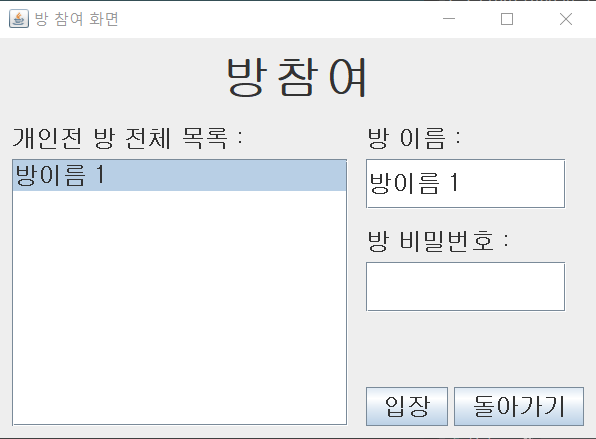 방 참여 화면
방참여
개인전 방 전체 목록 :
방이름 1
방 이름 :
방이름 1
방 비밀번호 :
입장
돌아가기